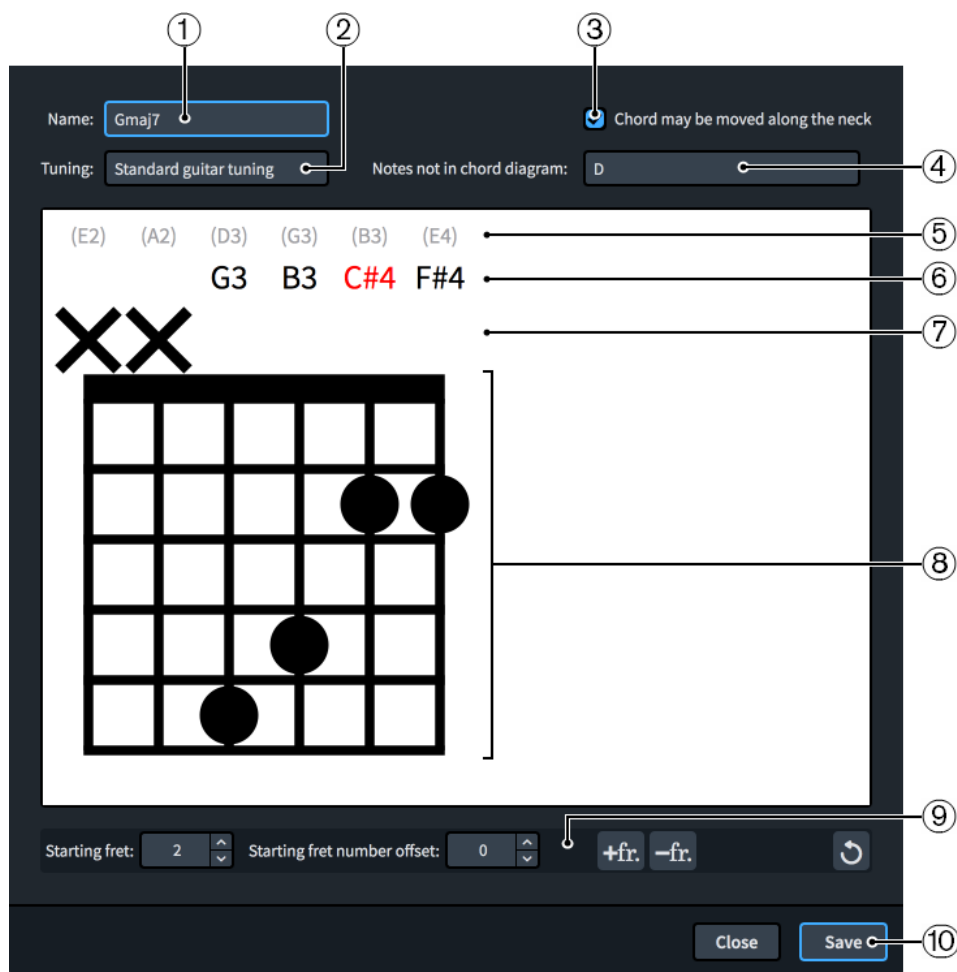 ① ② ③
Name: Gmaj7 Chord may be moved along the neck
Tuning: Standard guitar tuning Notes not in chord diagram: D ④
(E2) (A2) (D3) (G3) (B3) (E4) ⑤
G3 B3 C#4 F#4 ⑥
⑦
⑧
⑨
Starting fret: 2 Starting fret number offset: 0 +fr. −fr.
Close Save ⑩